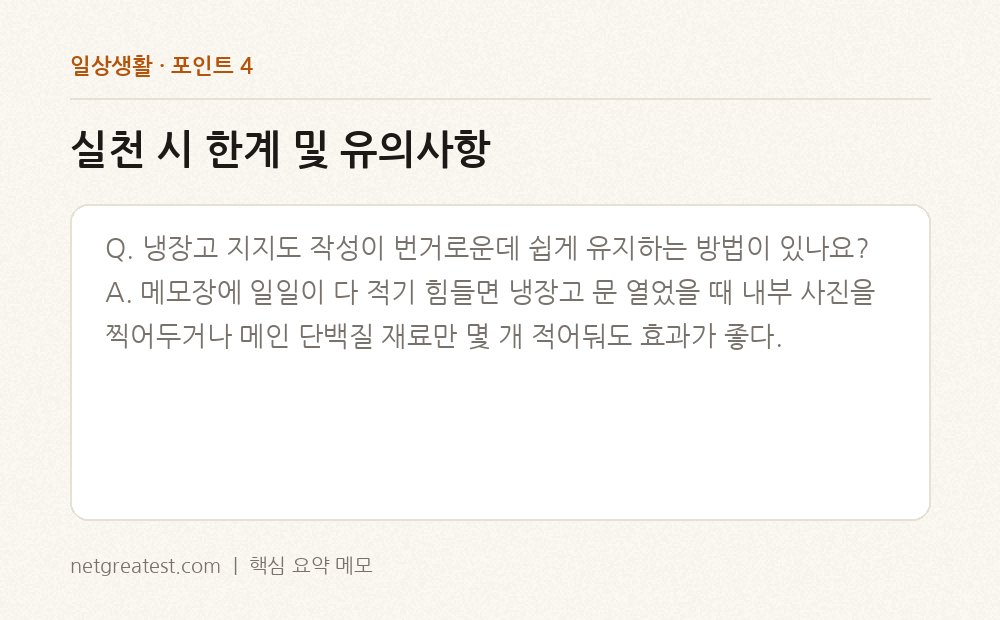 일상생활 · 포인트 4
실천 시 한계 및 유의사항
Q. 냉장고 지지도 작성이 번거로운데 쉽게 유지하는 방법이 있나요?
A. 메모장에 일일이 다 적기 힘들면 냉장고 문 열었을 때 내부 사진을
찍어두거나 메인 단백질 재료만 몇 개 적어둬도 효과가 좋다.
netgreatest.com | 핵심 요약 메모